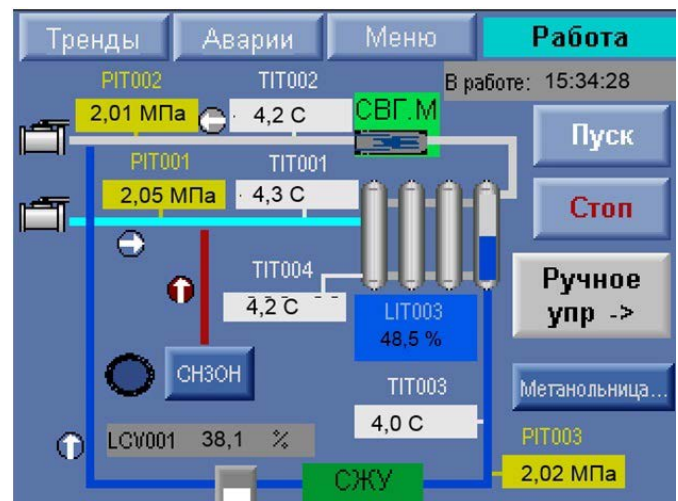 Тренды
Аварии
Меню
Работа
PIT002
TIT002
В работе: 15:34:28
2,01 МПа
4,2 С
СВГ.М
Пуск
PIT001
TIT001
2,05 МПа
4,3 С
Стоп
TIT004
4,2 С
LIT003
48,5 %
Ручное
упр ->
СНЗОН
TIT003
Метанольница...
4,0 С
LCV001 38,1 %
PIT003
СЖУ
2,02 МПа